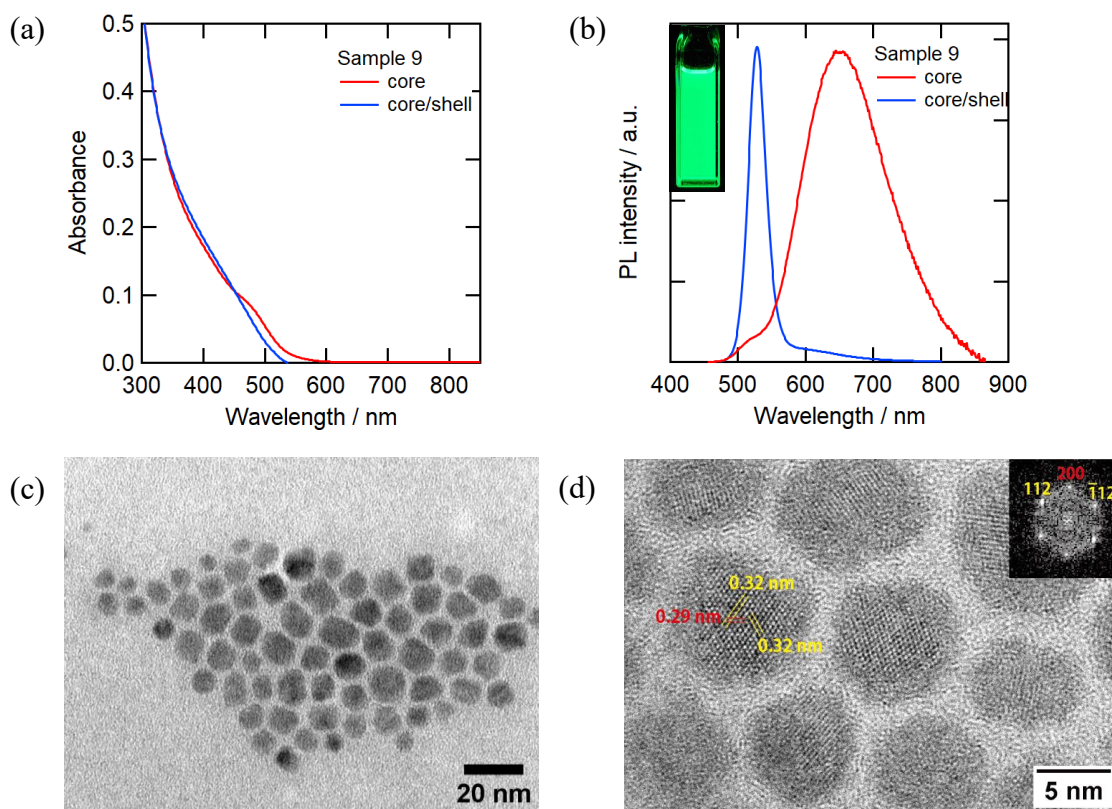 (a)
0.5
0.4
0.3
0.2
0.1
0.0
Absorbance
Sample 9
core
core/shell
300 400 500 600 700 800
Wavelength / nm
(b)
PL intensity / a.u.
Sample 9
core
core/shell
400 500 600 700 800 900
Wavelength / nm
(c)
20 nm
(d)
200
112 1̄12
0.32 nm
0.29 nm
0.32 nm
5 nm